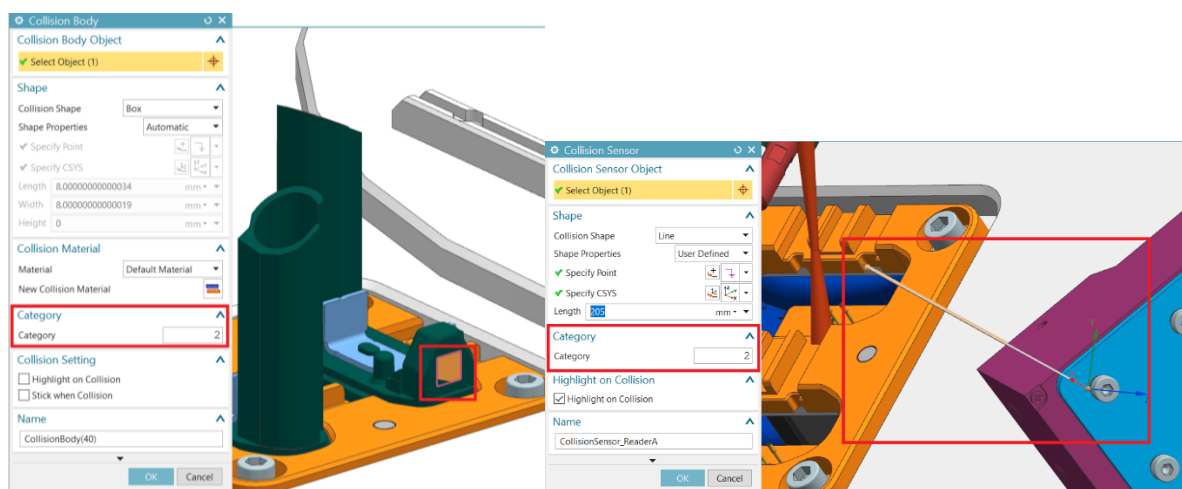 Collision Body
Collision Body Object
Select Object (1)
Shape
Collision Shape Box
Shape Properties Automatic
Specify Point
Specify CSYS
Length 8.00000000000034 mm
Width 8.00000000000019 mm
Height 0 mm
Collision Material
Material Default Material
New Collision Material
Category
Category 2
Collision Setting
Highlight on Collision
Stick when Collision
Name
CollisionBody(40)
OK Cancel
Collision Sensor
Collision Sensor Object
Select Object (1)
Shape
Collision Shape Line
Shape Properties User Defined
Specify Point
Specify CSYS
Length 205 mm
Category
Category 2
Highlight on Collision
Highlight on Collision
Name
CollisionSensor_ReaderA
OK Cancel